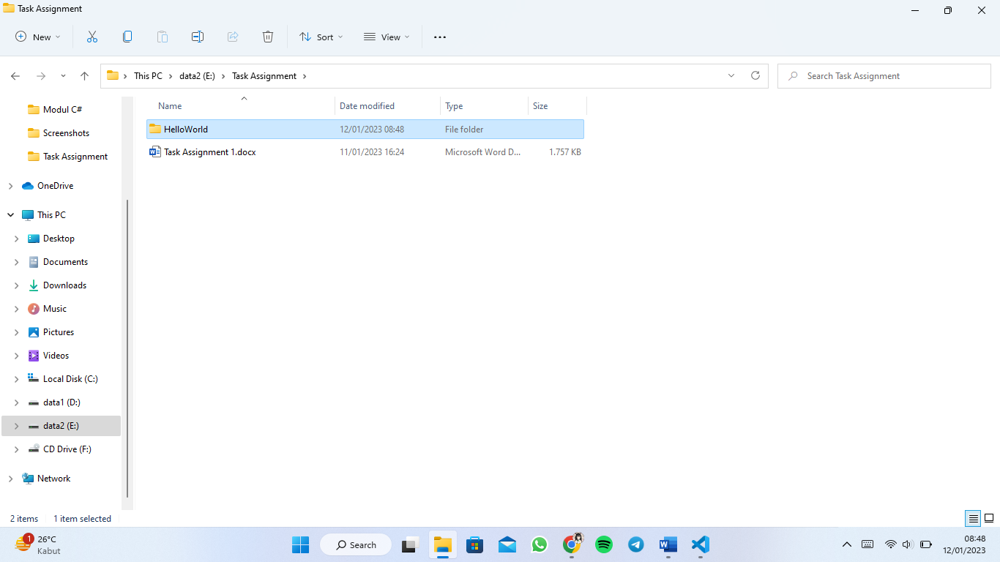 Task Assignment
New
Sort
View
This PC
data2 (E:)
Task Assignment
Search Task Assignment
Modul C#
Screenshots
Task Assignment
OneDrive
This PC
Desktop
Documents
Downloads
Music
Pictures
Videos
Local Disk (C:)
data1 (D:)
data2 (E:)
CD Drive (F:)
Network
Name Date modified Type Size
HelloWorld 12/01/2023 08:48 File folder
Task Assignment 1.docx 11/01/2023 16:24 Microsoft Word D... 1.757 KB
2 items 1 item selected
1
26°C
Kabut
Search
08:48
12/01/2023